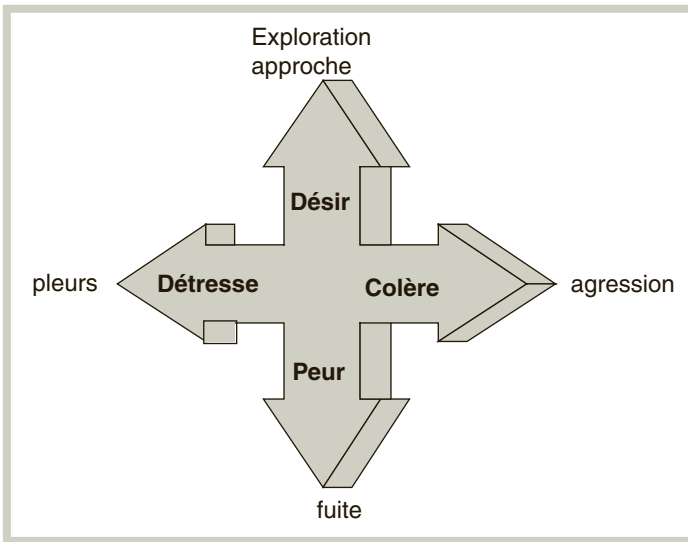 Exploration
approche
Désir
pleurs
Détresse
Colère
agression
Peur
fuite